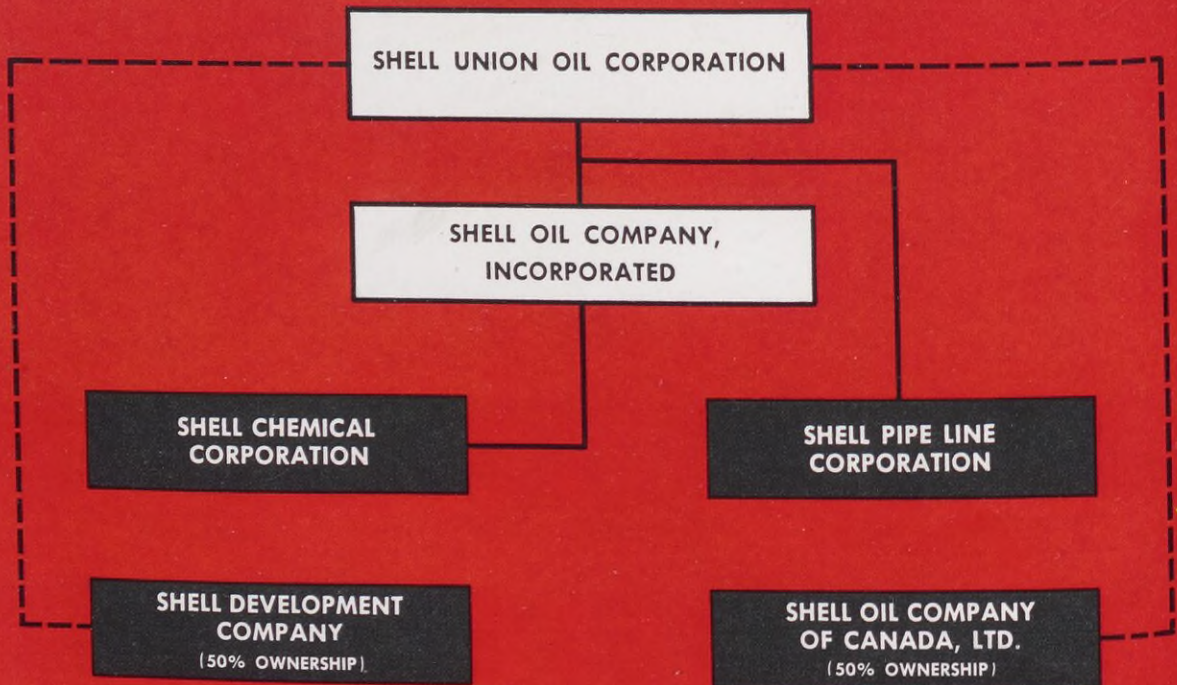 SHELL UNION OIL CORPORATION
SHELL OIL COMPANY,
INCORPORATED
SHELL CHEMICAL
CORPORATION
SHELL PIPE LINE
CORPORATION
SHELL DEVELOPMENT
COMPANY
(50% OWNERSHIP)
SHELL OIL COMPANY
OF CANADA, LTD.
(50% OWNERSHIP)